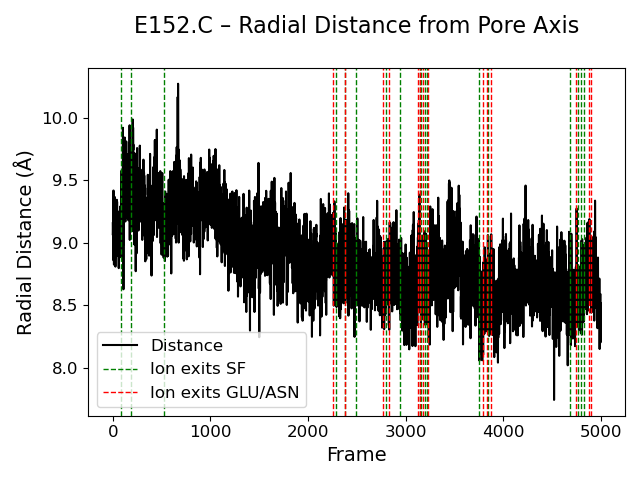 E152.C – Radial Distance from Pore Axis
Radial Distance (Å)
10.0
9.5
9.0
8.5
8.0
Distance
Ion exits SF
Ion exits GLU/ASN
0
1000
2000
3000
4000
5000
Frame